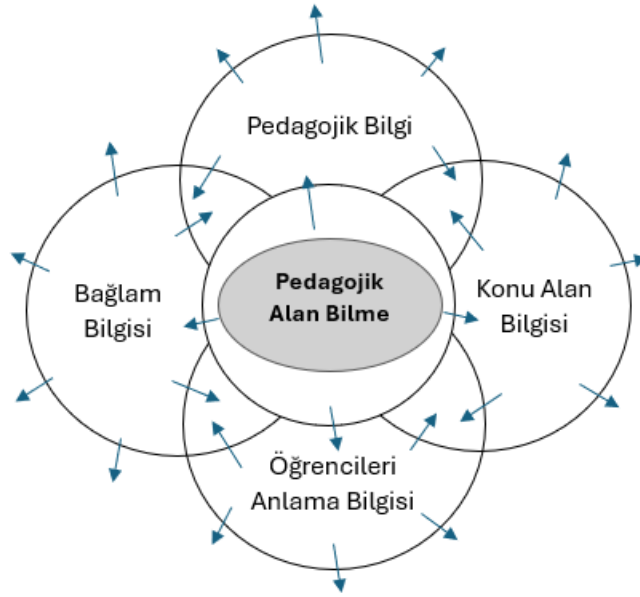 Pedagojik Bilgi
Bağlam
Bilgisi
Pedagojik
Alan Bilme
Konu Alan
Bilgisi
Öğrencileri
Anlama Bilgisi